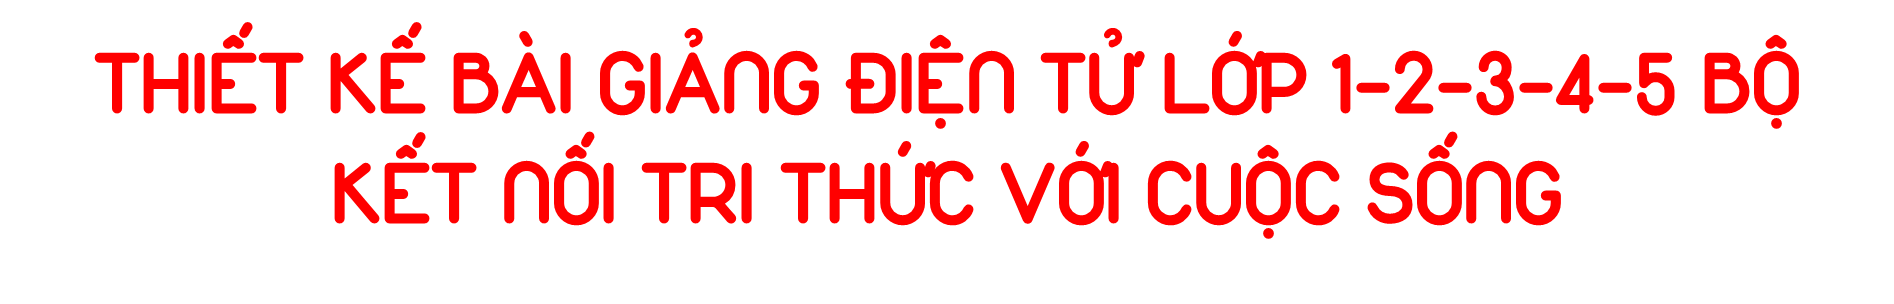 THIẾT KẾ BÀI GIẢNG ĐIỆN TỬ LỚP 1-2-3-4-5 BỘ
KẾT NỐI TRI THỨC VỚI CUỘC SỐNG